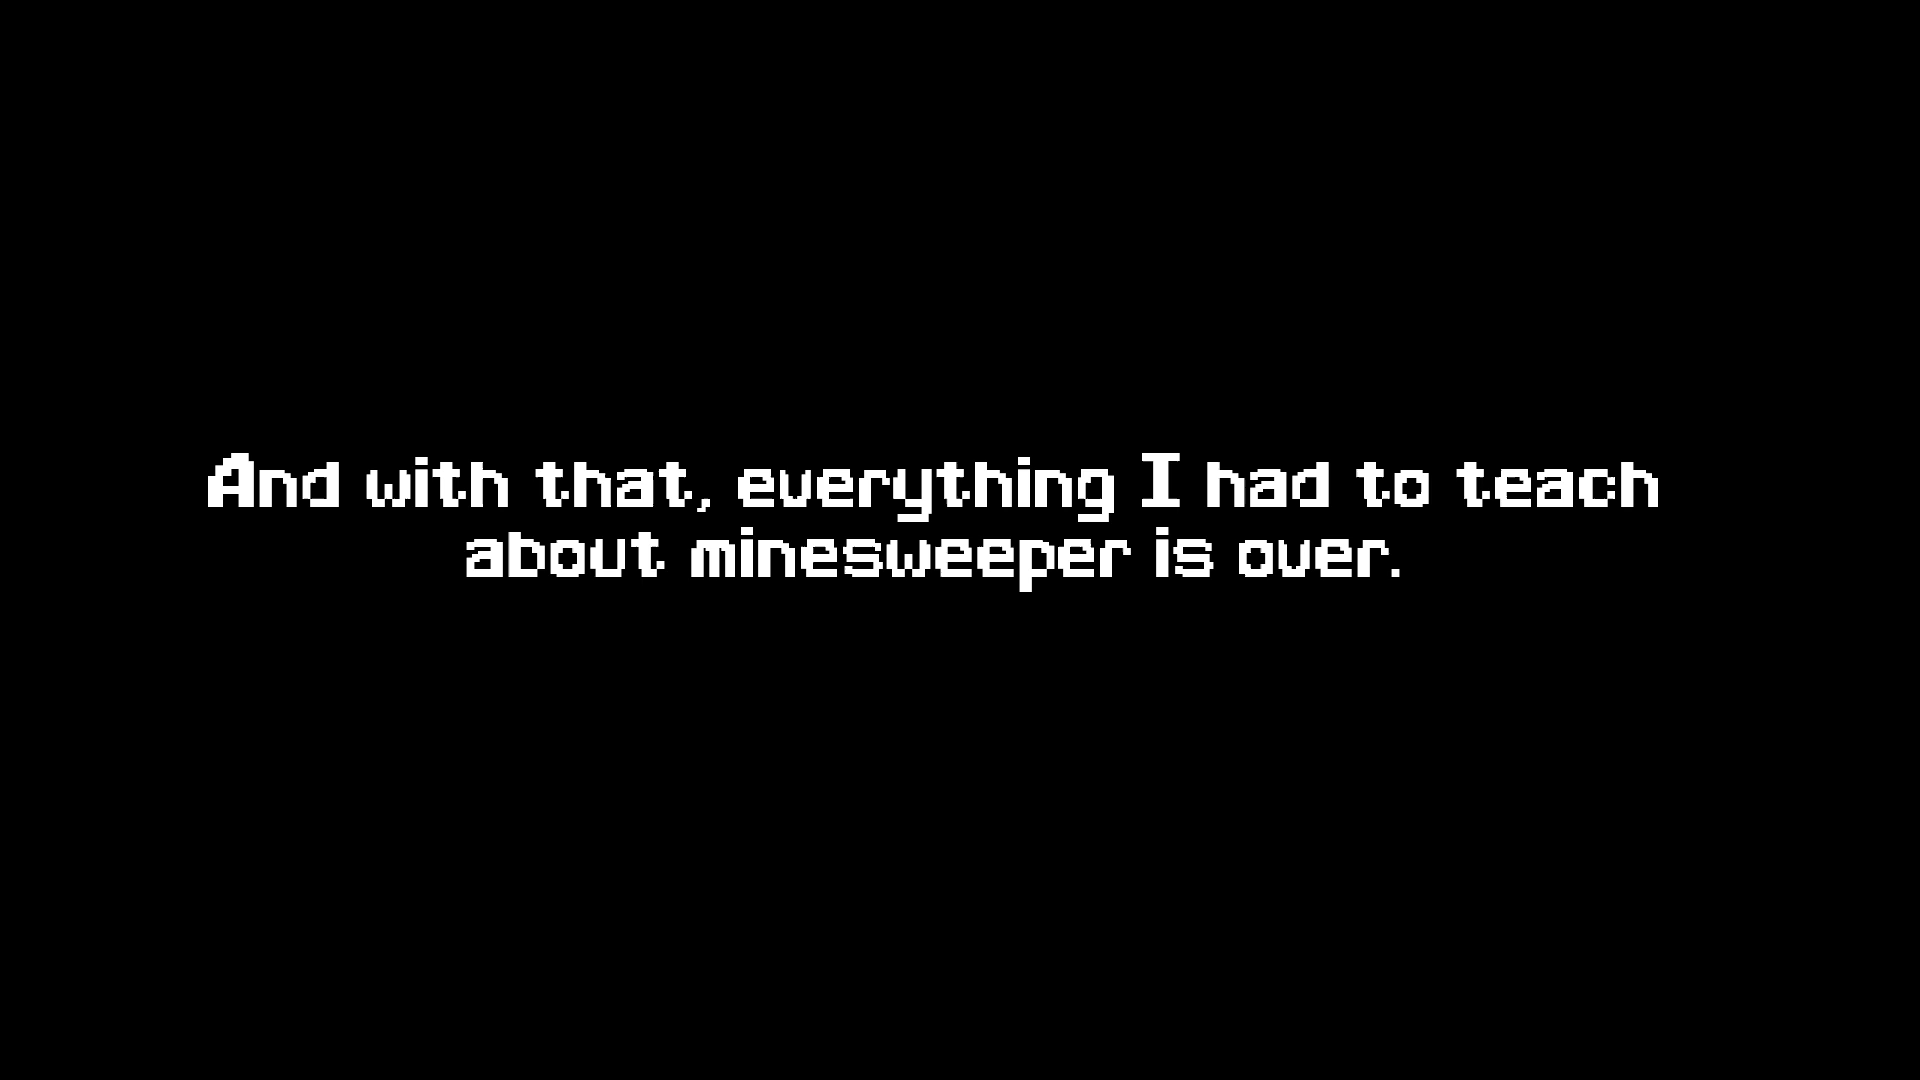 And with that, everything I had to teach
about minesweeper is over.